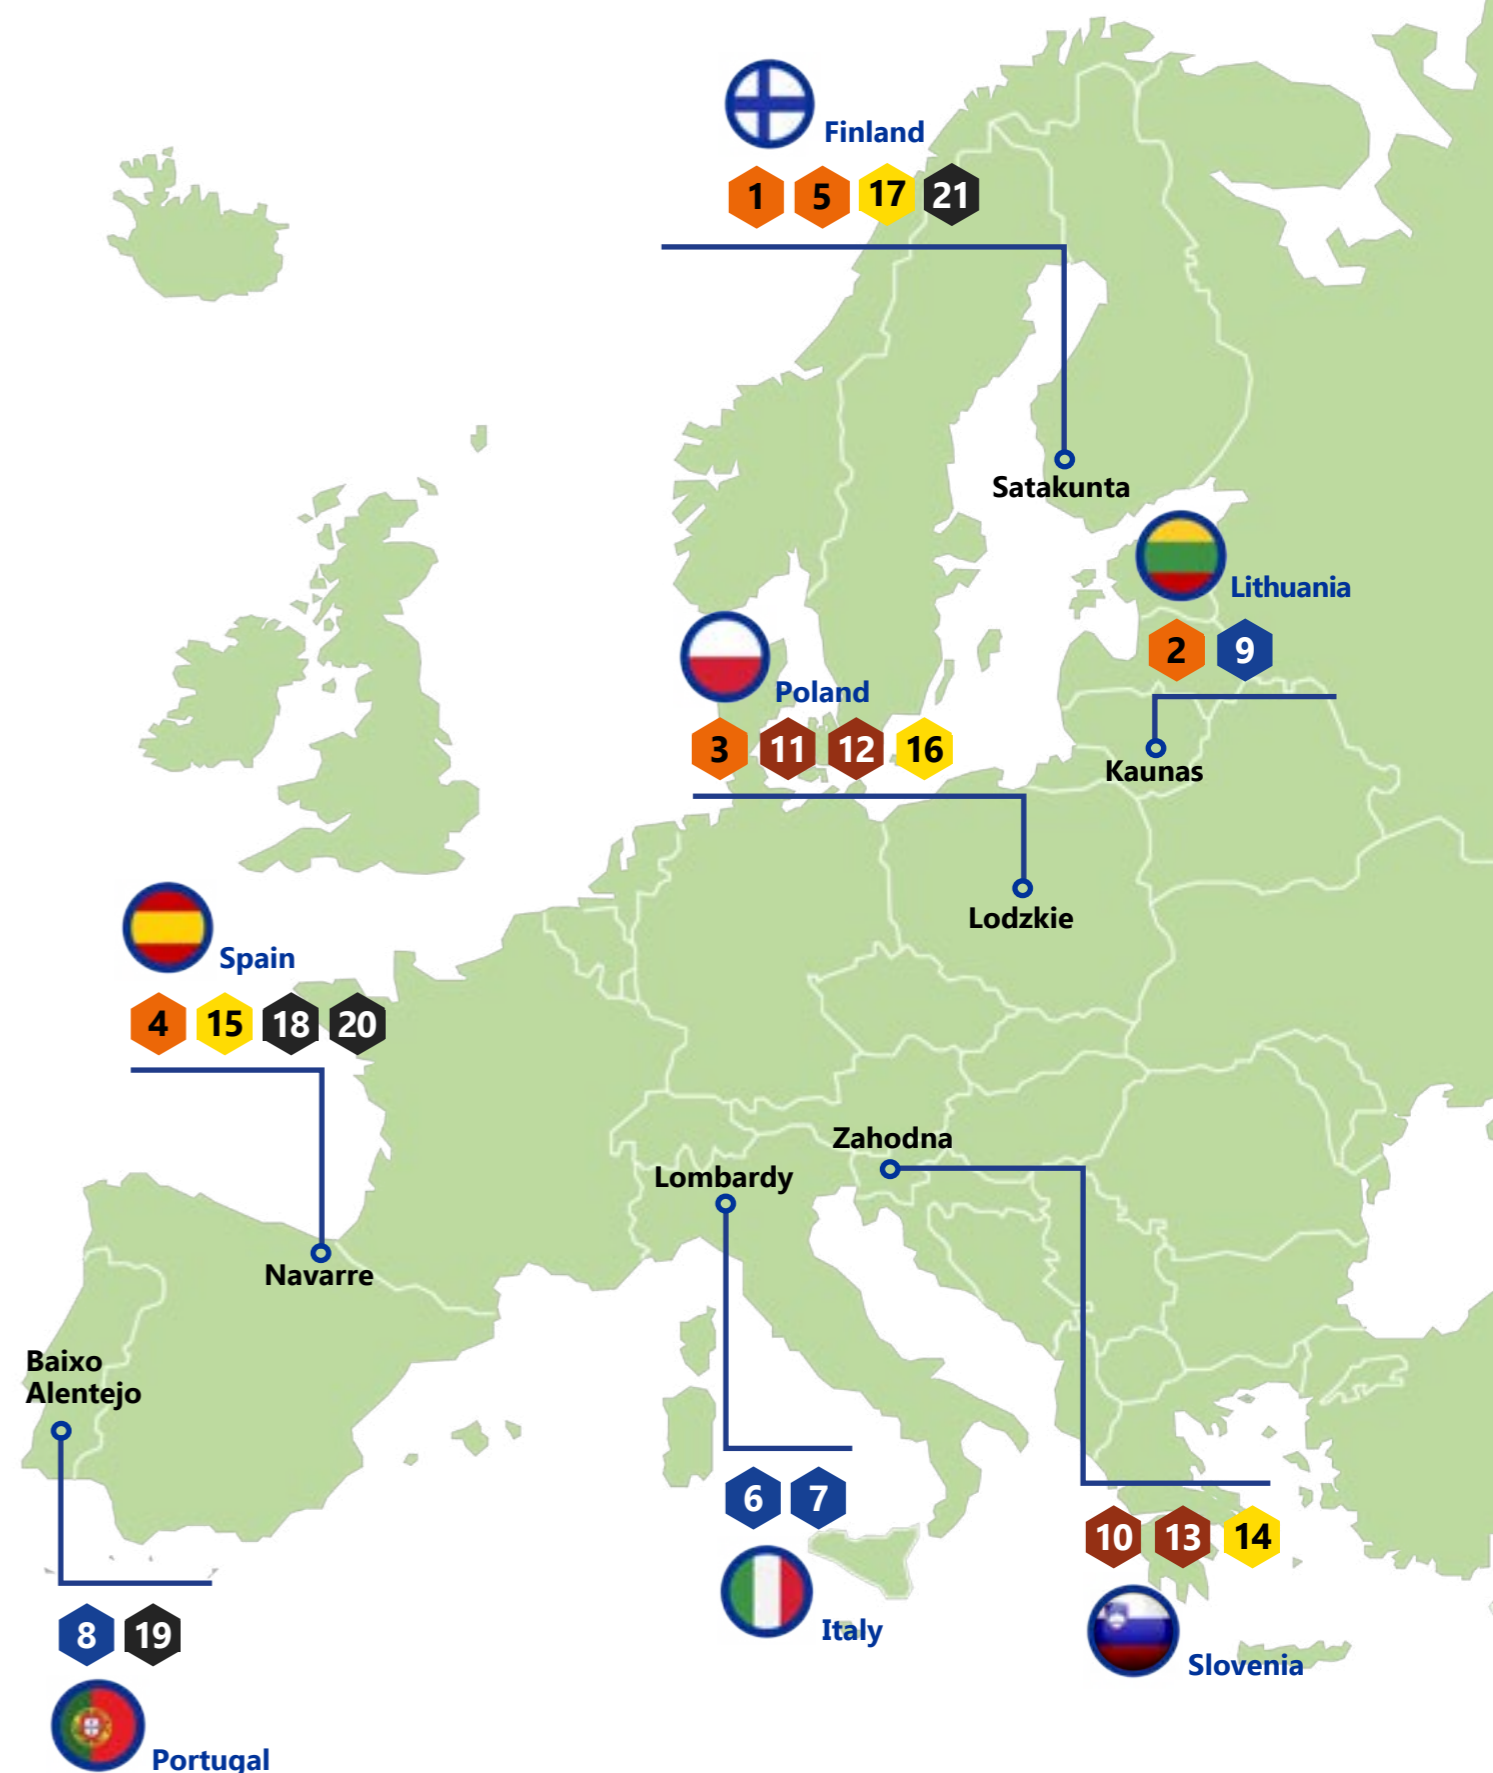 Finland
1 5 17 21
Satakunta
Lithuania
2 9
Kaunas
Poland
3 11 12 16
Lodzkie
Spain
4 15 18 20
Navarre
Zahodna
Lombardy
Baixo
Alentejo
6 7
Italy
10 13 14
Slovenia
8 19
Portugal